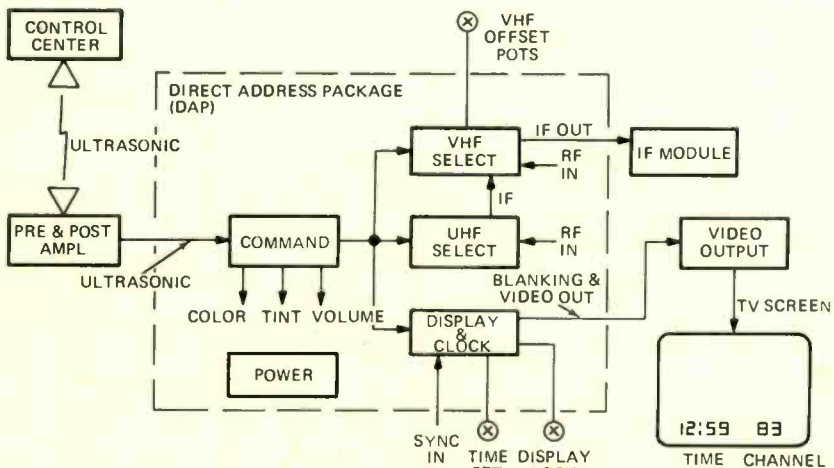 CONTROL
CENTER
VHF
OFFSET
POTS
DIRECT ADDRESS PACKAGE
(DAP)
ULTRASONIC
VHF
SELECT
IF OUT
RF
IN
IF MODULE
IF
PRE & POST
AMPL
COMMAND
UHF
SELECT
RF
IN
VIDEO
OUTPUT
ULTRASONIC
BLANKING &
VIDEO OUT
COLOR TINT VOLUME
DISPLAY
&
CLOCK
TV SCREEN
POWER
12:59 83
SYNC
IN
TIME
DISPLAY
TIME CHANNEL